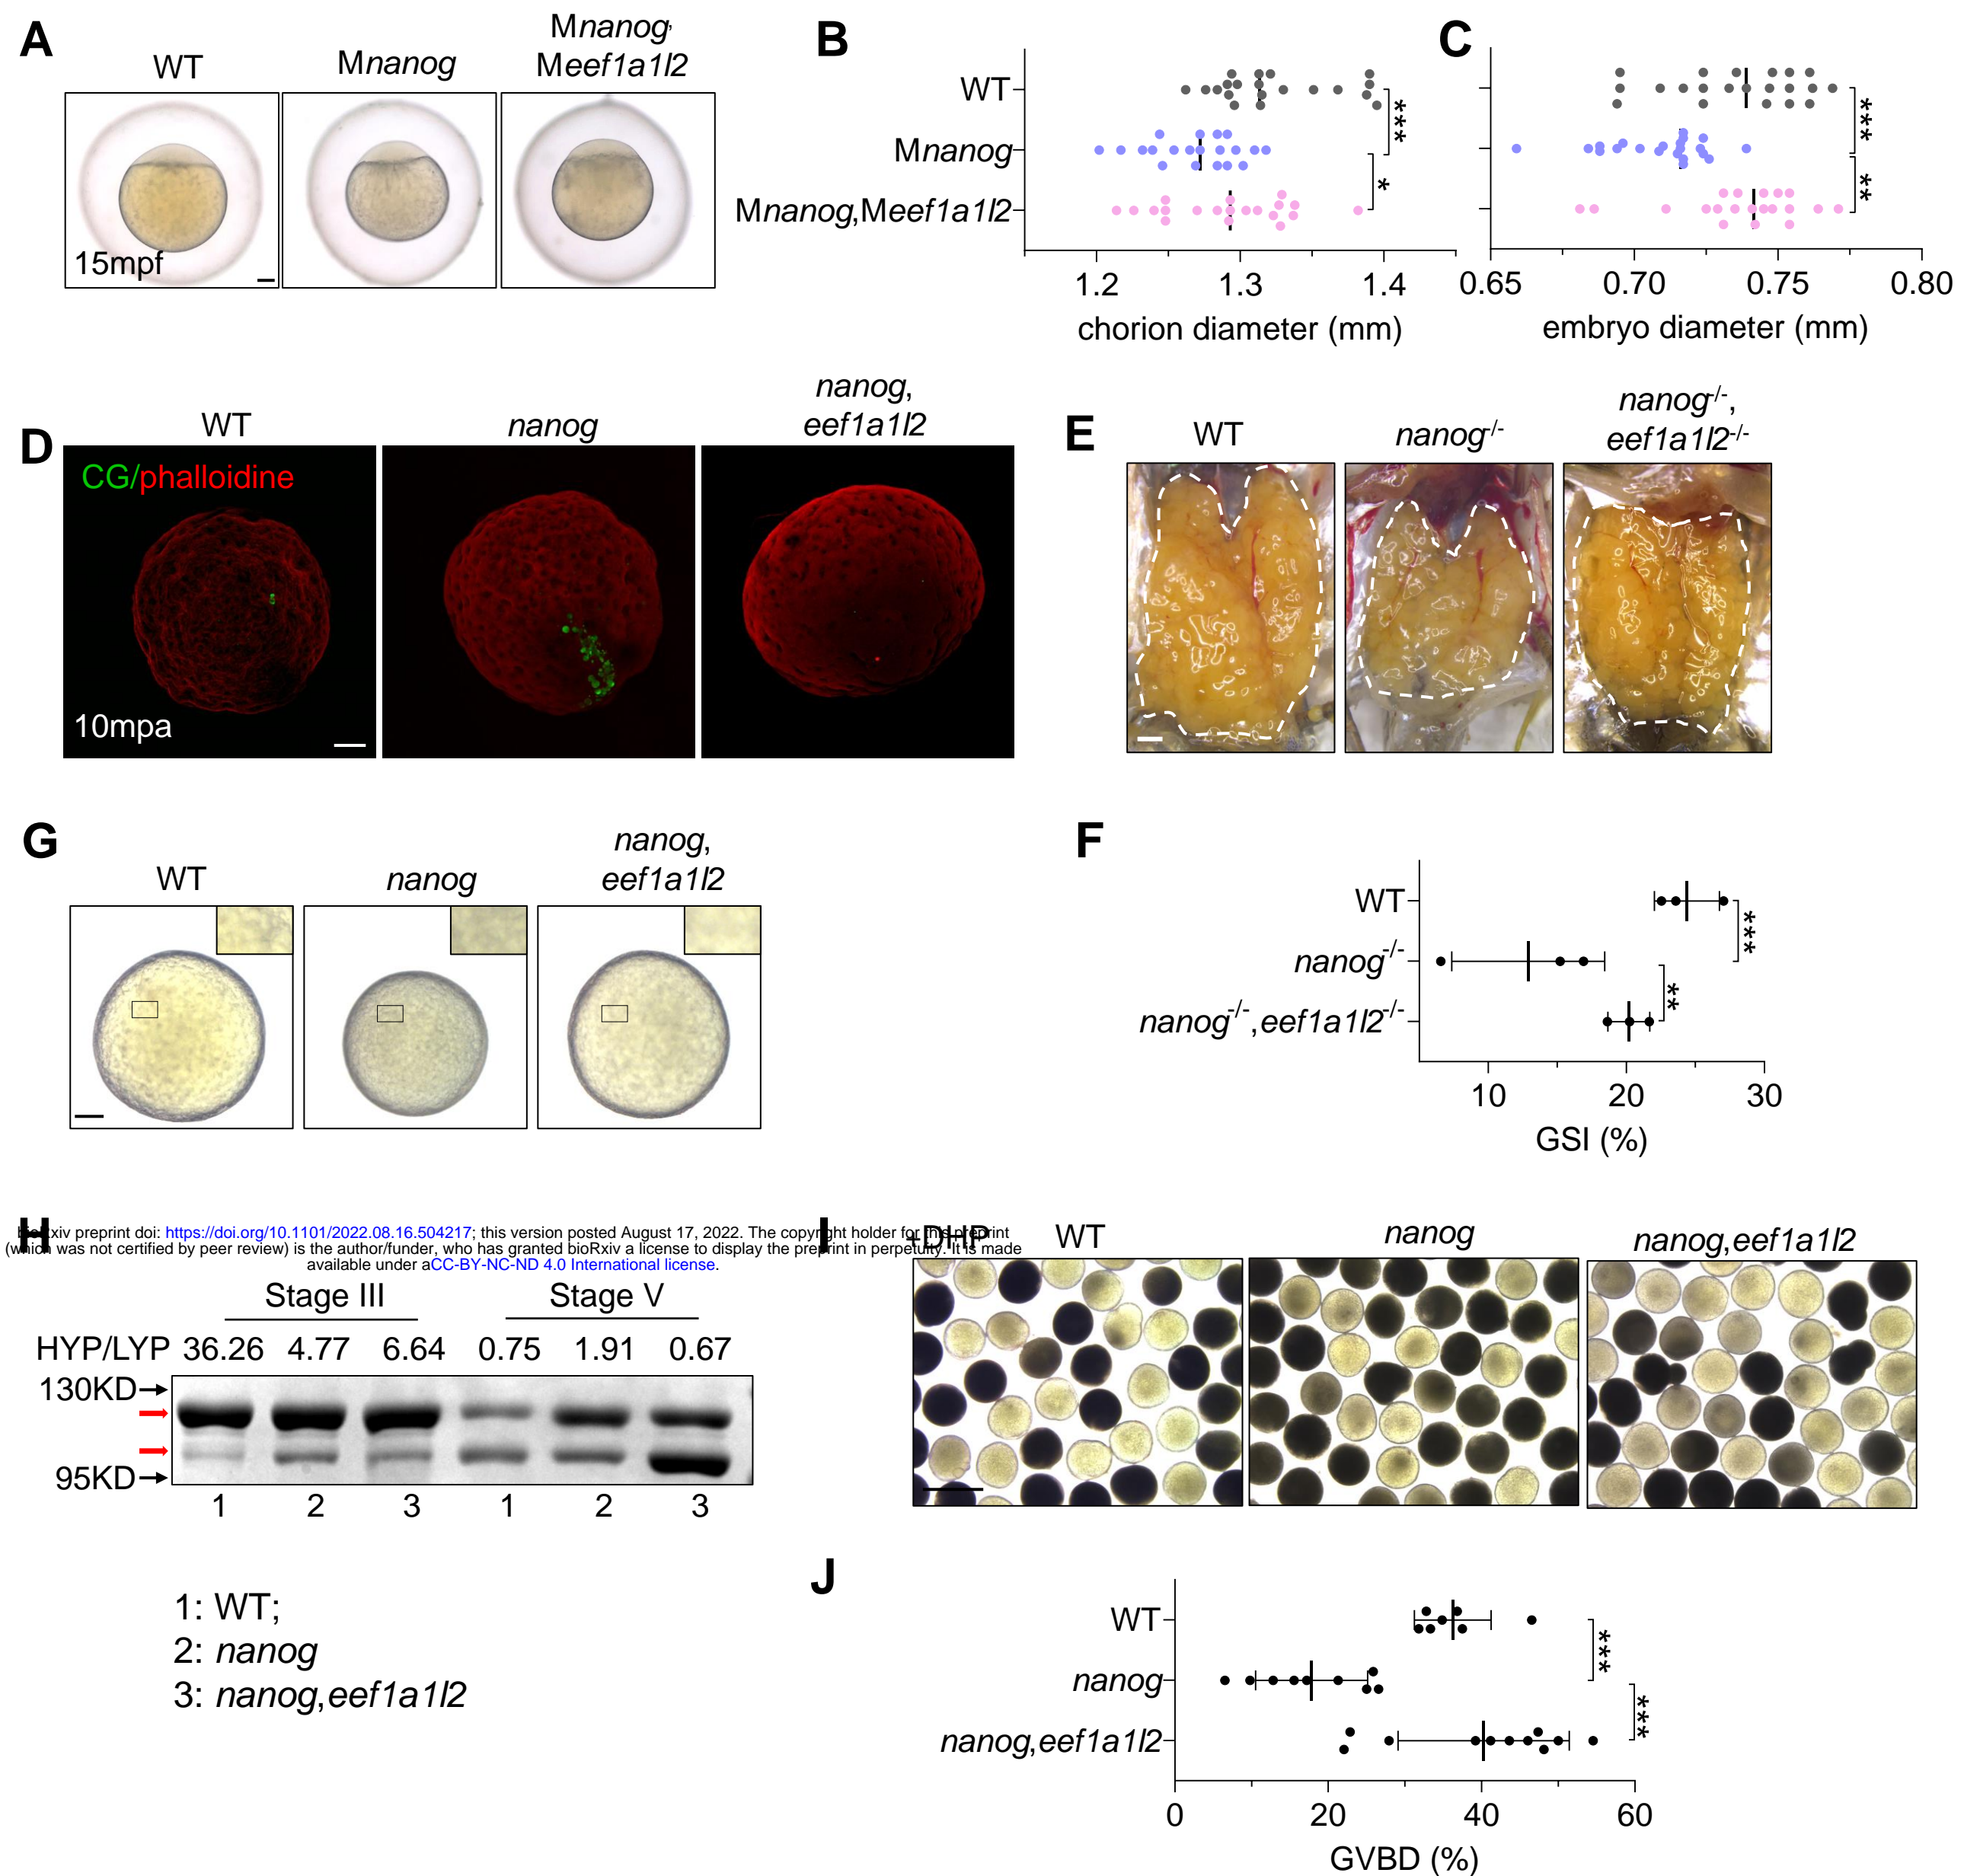 A
WT
Mnanog
Mnanog,
Meef1a1l2
15mpf
B
WT
Mnanog
Mnanog,Meef1a1l2
***
*
1.2 1.3 1.4
chorion diameter (mm)
C
***
**
0.65 0.70 0.75 0.80
embryo diameter (mm)
D
WT
nanog
nanog,
eef1a1l2
CG/phalloidine
10mpa
E
WT
nanog-/-
nanog-/-,
eef1a1l2-/-
G
WT
nanog
nanog,
eef1a1l2
F
WT
nanog-/-
nanog-/-,eef1a1l2-/-
***
**
10 20 30
GSI (%)
H
bioRxiv preprint doi: https://doi.org/10.1101/2022.08.16.504217; this version posted August 17, 2022. The copyright holder for this preprint
(which was not certified by peer review) is the author/funder, who has granted bioRxiv a license to display the preprint in perpetuity. It is made
available under aCC-BY-NC-ND 4.0 International license.
Stage III Stage V
HYP/LYP 36.26 4.77 6.64 0.75 1.91 0.67
130KD
95KD
1 2 3 1 2 3
1: WT;
2: nanog
3: nanog,eef1a1l2
I
+DHP
WT
nanog
nanog,eef1a1l2
J
WT
nanog
nanog,eef1a1l2
***
***
0 20 40 60
GVBD (%)